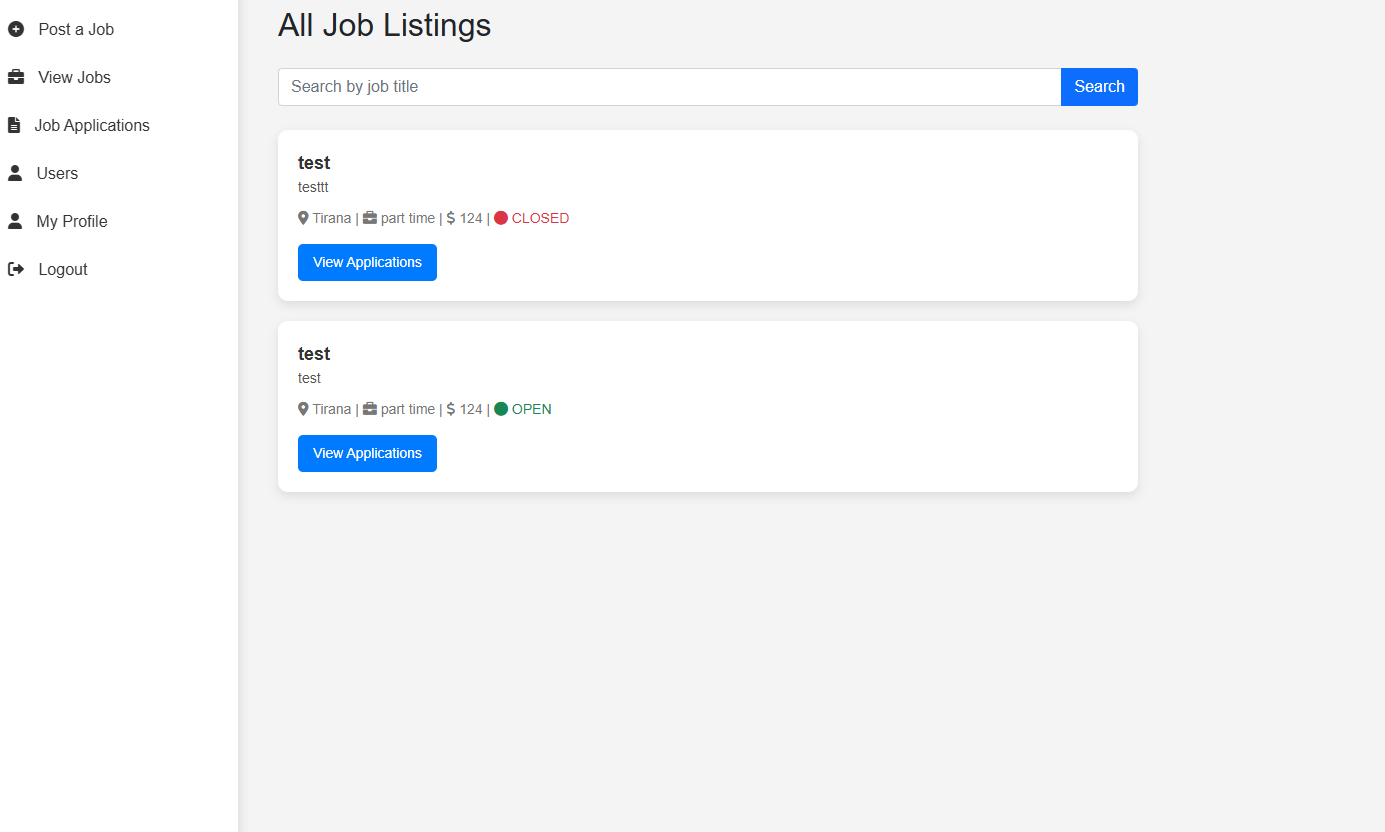 Post a Job
View Jobs
Job Applications
Users
My Profile
Logout
All Job Listings
Search by job title
Search
test
testtt
Tirana | part time | $ 124 | CLOSED
View Applications
test
test
Tirana | part time | $ 124 | OPEN
View Applications